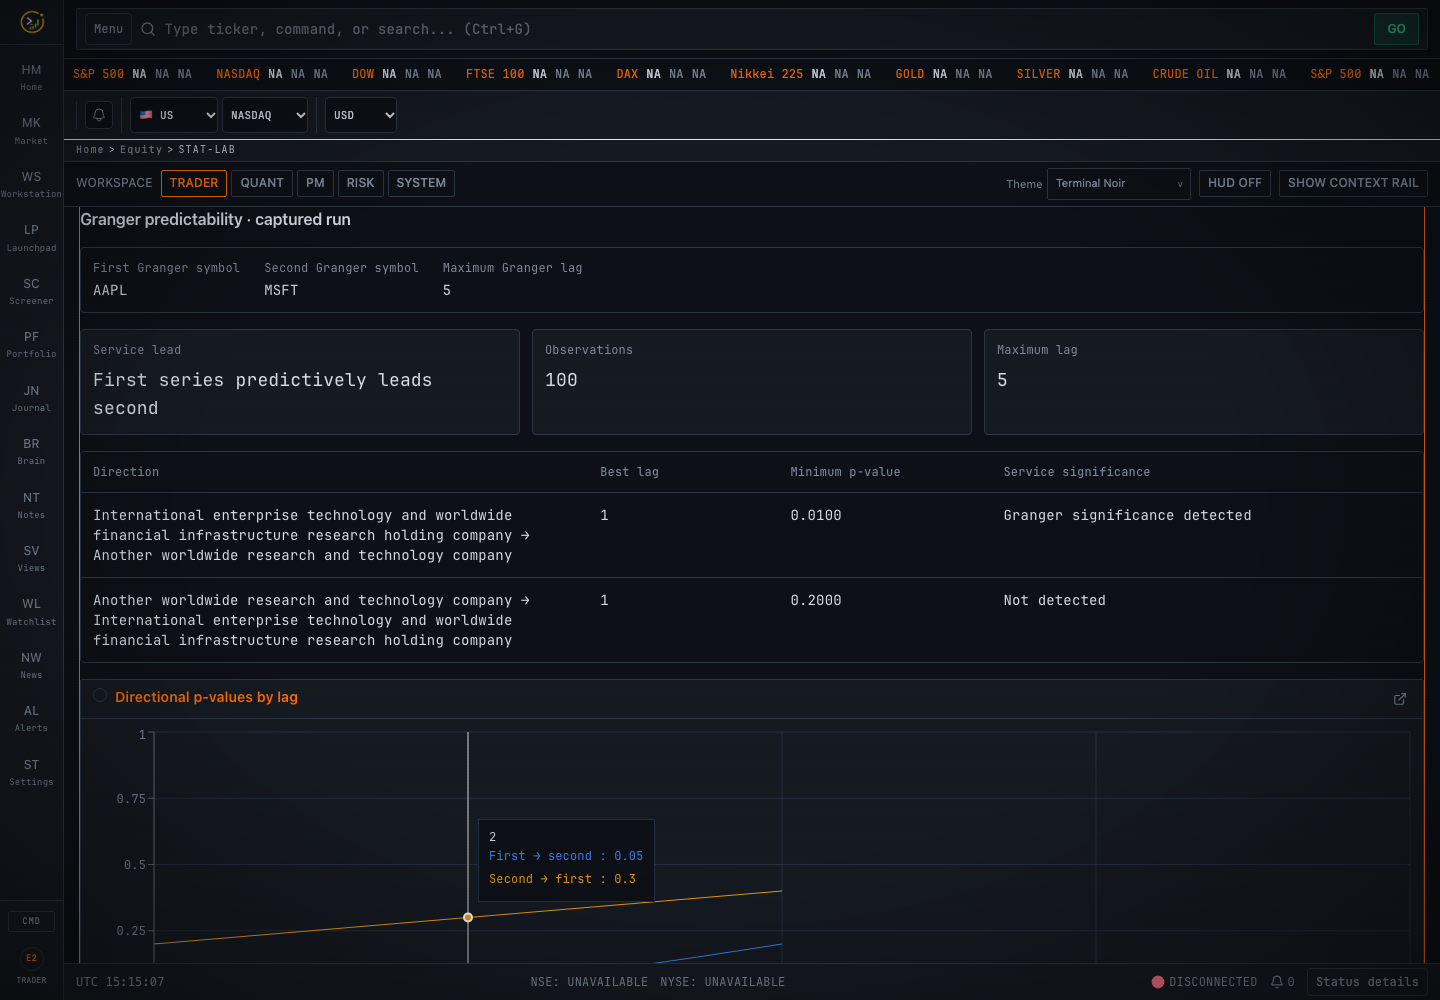 Menu
Type ticker, command, or search... (Ctrl+G)
GO
S&P 500 NA NA NA NASDAQ NA NA NA DOW NA NA NA FTSE 100 NA NA NA DAX NA NA NA Nikkei 225 NA NA NA GOLD NA NA NA SILVER NA NA NA CRUDE OIL NA NA NA S&P 500 NA NA NA
US NASDAQ USD
Home > Equity > STAT-LAB
WORKSPACE TRADER QUANT PM RISK SYSTEM Theme Terminal Noir HUD OFF SHOW CONTEXT RAIL
HM
Home
MK
Market
WS
Workstation
LP
Launchpad
SC
Screener
PF
Portfolio
JN
Journal
BR
Brain
NT
Notes
SV
Views
WL
Watchlist
NW
News
AL
Alerts
ST
Settings
CMD
E2
TRADER
Granger predictability · captured run
First Granger symbol Second Granger symbol Maximum Granger lag
AAPL MSFT 5
Service lead
First series predictively leads
second
Observations
100
Maximum lag
5
Direction Best lag Minimum p-value Service significance
International enterprise technology and worldwide 1 0.0100 Granger significance detected
financial infrastructure research holding company →
Another worldwide research and technology company
Another worldwide research and technology company → 1 0.2000 Not detected
International enterprise technology and worldwide
financial infrastructure research holding company
Directional p-values by lag
1
0.75
0.5
0.25
2
First → second : 0.05
Second → first : 0.3
UTC 15:15:07 NSE: UNAVAILABLE NYSE: UNAVAILABLE DISCONNECTED 0 Status details